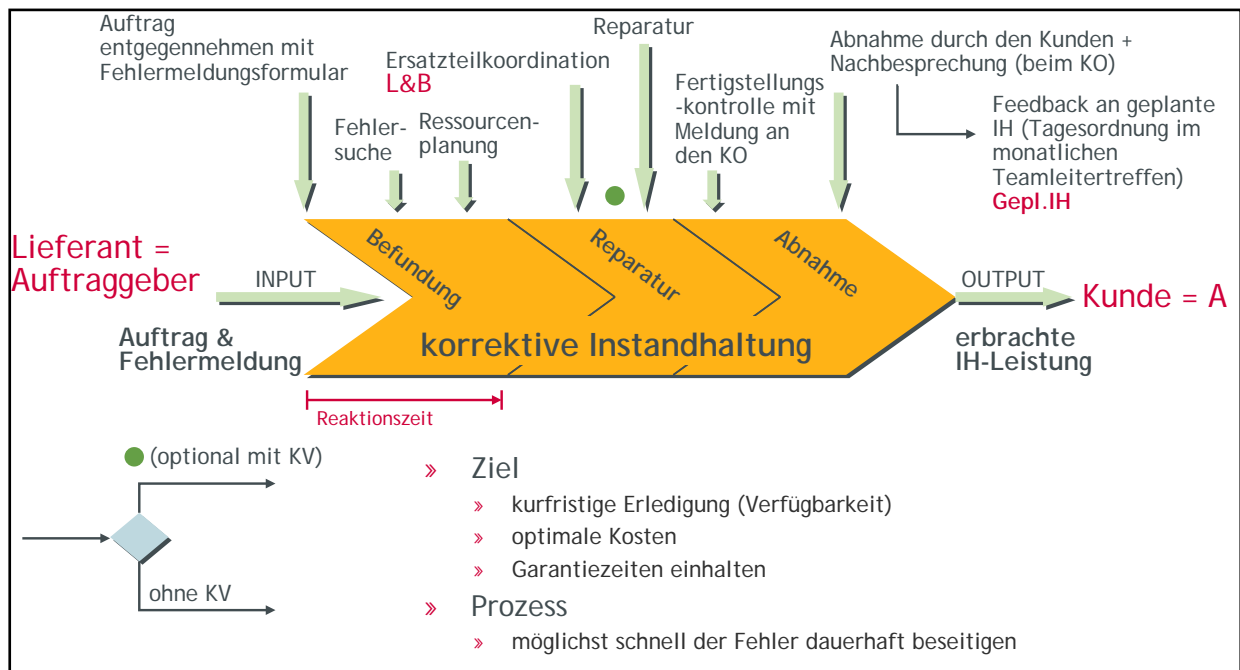 Auftrag
entgegennehmen mit
Fehlermeldungsformular
Fehler-
suche
Ressourcen-
planung
Ersatzteilkoordination
L&B
Reparatur
Fertigstellungs
-kontrolle mit
Meldung an
den KO
Abnahme durch den Kunden +
Nachbesprechung (beim KO)
Feedback an geplante
IH (Tagesordnung im
monatlichen
Teamleitertreffen)
Gepl.IH
Lieferant =
Auftraggeber
INPUT
Auftrag &
Fehlermeldung
Befundung
Reparatur
Abnahme
korrektive Instandhaltung
OUTPUT
erbrachte
IH-Leistung
Kunde = A
Reaktionszeit
(optional mit KV)
ohne KV
» Ziel
» kurfristige Erledigung (Verfügbarkeit)
» optimale Kosten
» Garantiezeiten einhalten
» Prozess
» möglichst schnell der Fehler dauerhaft beseitigen